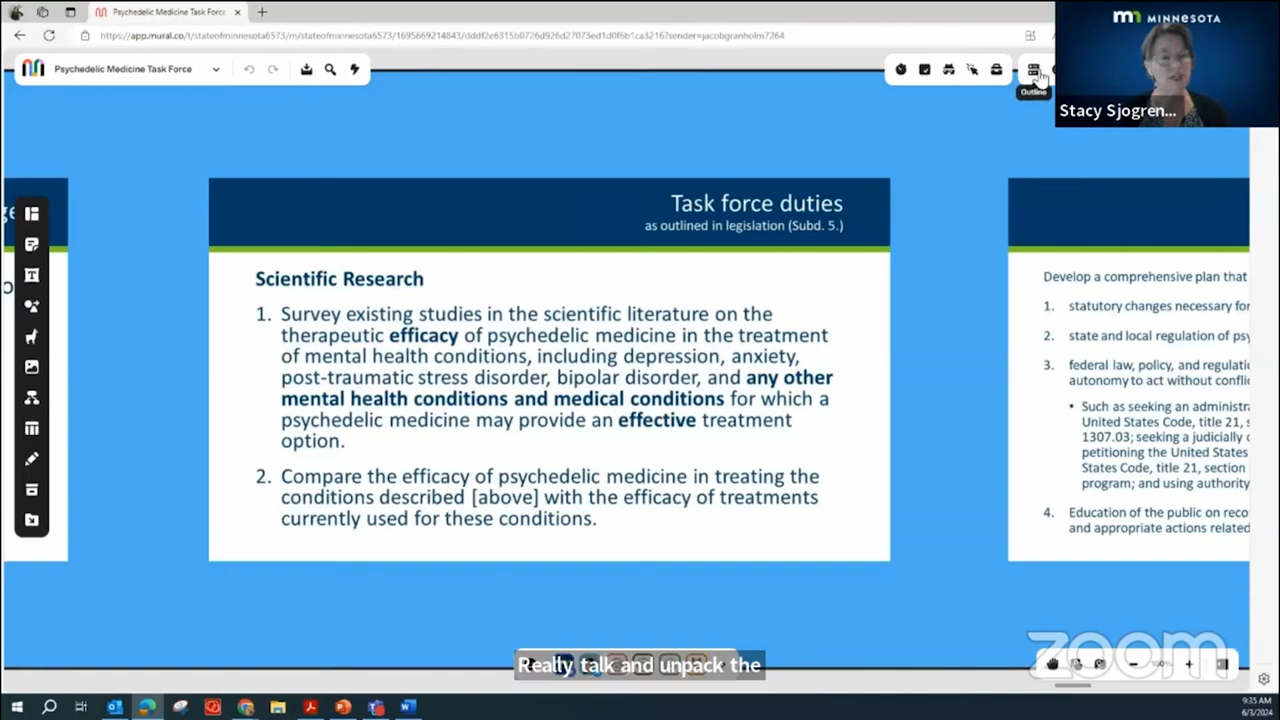 Psychedelic Medicine Task Force
https://app.mural.co/t/stateofminnesota6573/m/stateofminnesota6573/1695669214843/dddf2e6315b0726d926d27073ed1d0f6b1ca3216?sender=jacobgranholm7264
MINNESOTA
Psychedelic Medicine Task Force
Outline
Stacy Sjogren...
Task force duties
as outlined in legislation (Subd. 5.)
Scientific Research
1. Survey existing studies in the scientific literature on the
therapeutic efficacy of psychedelic medicine in the treatment
of mental health conditions, including depression, anxiety,
post-traumatic stress disorder, bipolar disorder, and any other
mental health conditions and medical conditions for which a
psychedelic medicine may provide an effective treatment
option.
2. Compare the efficacy of psychedelic medicine in treating the
conditions described [above] with the efficacy of treatments
currently used for these conditions.
Develop a comprehensive plan that
1. statutory changes necessary for
2. state and local regulation of psy
3. federal law, policy, and regulatio
autonomy to act without conflic
• Such as seeking an administra
United States Code, title 21, s
1307.03; seeking a judicially c
petitioning the United States
States Code, title 21, section
program; and using authority
4. Education of the public on reco
and appropriate actions related
Really talk and unpack the
zoom
100%
9:35 AM
6/3/2024